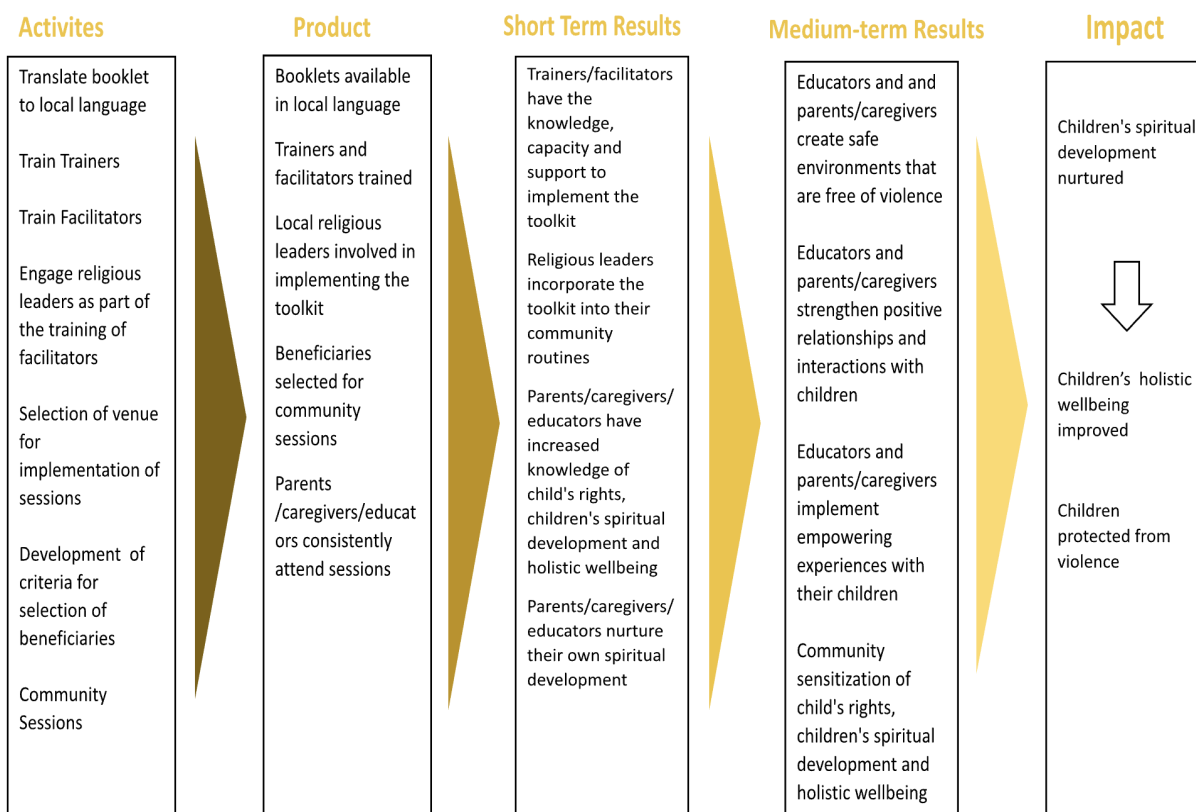 Activites
Translate booklet
to local language
Train Trainers
Train Facilitators
Engage religious
leaders as part of
the training of
facilitators
Selection of venue
for
implementation of
sessions
Development of
criteria for
selection of
beneficiaries
Community
Sessions
Product
Booklets available
in local language
Trainers and
facilitators trained
Local religious
leaders involved in
implementing the
toolkit
Beneficiaries
selected for
community
sessions
Parents
/caregivers/educat
ors consistently
attend sessions
Short Term Results
Trainers/facilitators
have the
knowledge,
capacity and
support to
implement the
toolkit
Religious leaders
incorporate the
toolkit into their
community
routines
Parents/caregivers/
educators have
increased
knowledge of
child's rights,
children's spiritual
development and
holistic wellbeing
Parents/caregivers/
educators nurture
their own spiritual
development
Medium-term Results
Educators and and
parents/caregivers
create safe
environments that
are free of violence
Educators and
parents/caregivers
strengthen positive
relationships and
interactions with
children
Educators and
parents/caregivers
implement
empowering
experiences with
their children
Community
sensitization of
child's rights,
children's spiritual
development and
holistic wellbeing
Impact
Children's spiritual
development
nurtured
Children’s holistic
wellbeing
improved
Children
protected from
violence